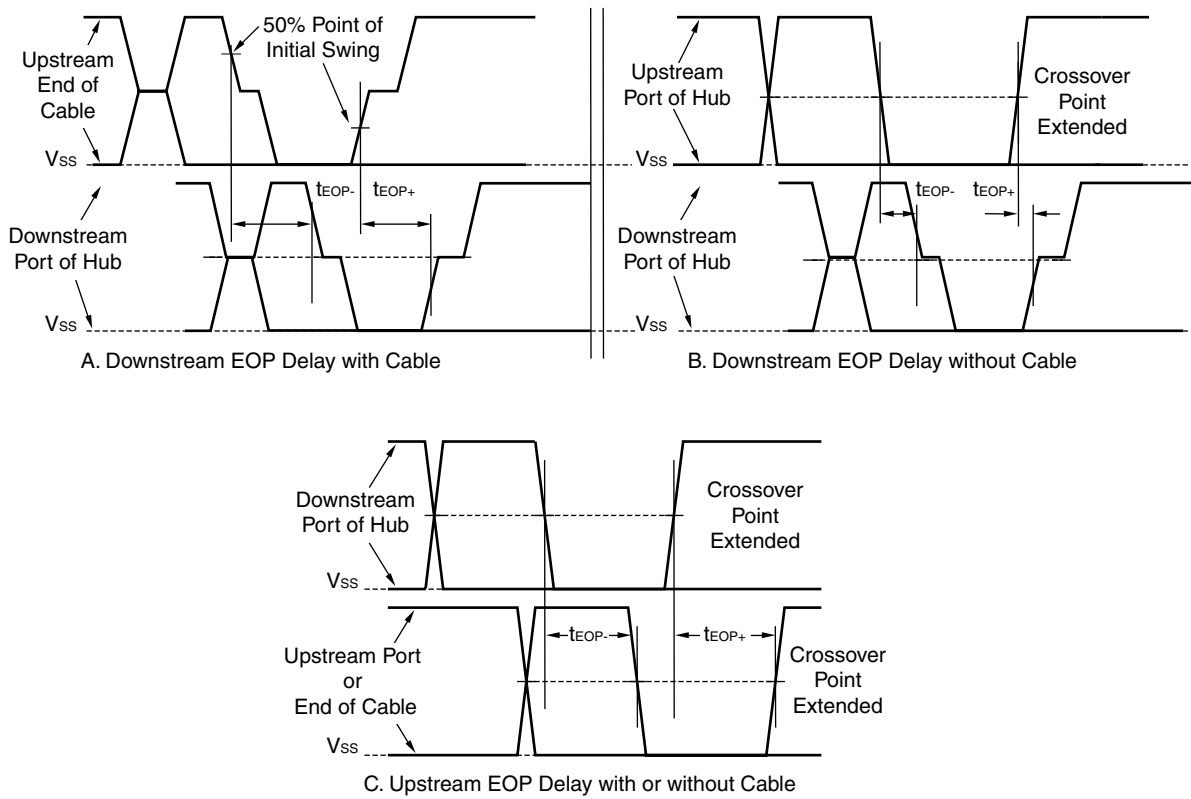 50% Point of
Initial Swing
Upstream
End of
Cable
VSS
tEOP-
tEOP+
Downstream
Port of Hub
VSS
A. Downstream EOP Delay with Cable
Upstream
Port of Hub
Crossover
Point
Extended
VSS
tEOP-
tEOP+
Downstream
Port of Hub
VSS
B. Downstream EOP Delay without Cable
Downstream
Port of Hub
Crossover
Point
Extended
VSS
tEOP-
tEOP+
Upstream Port
or
End of Cable
Crossover
Point
Extended
VSS
C. Upstream EOP Delay with or without Cable